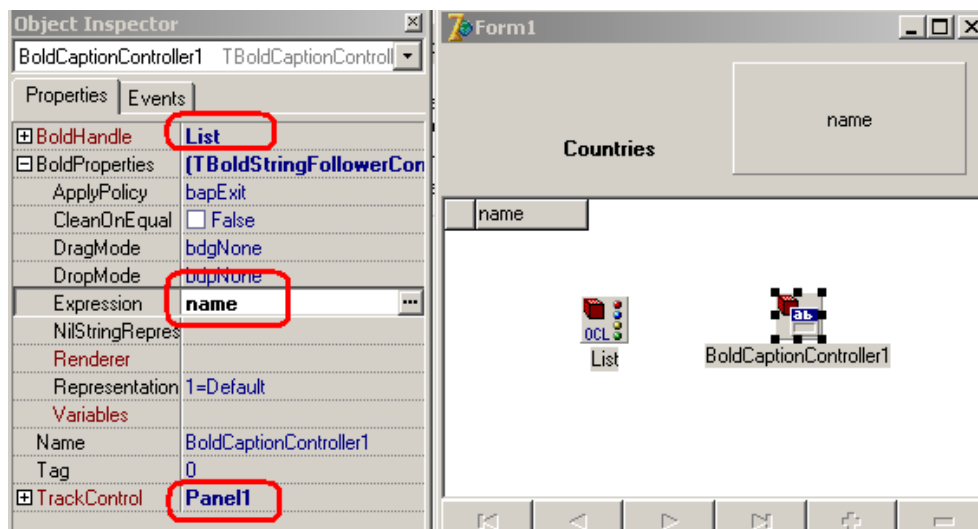 Object Inspector
BoldCaptionController1 TBoldCaptionControll
Properties Events
BoldHandle List
BoldProperties (TBoldStringFollowerCon
ApplyPolicy bapExit
CleanOnEqual False
DragMode bdgNone
DropMode bdpNone
Expression name ...
NilStringRepres
Renderer
Representation 1=Default
Variables
Name BoldCaptionController1
Tag 0
TrackControl Panel1
Form1
name
Countries
name
OCL
ab
List
BoldCaptionController1